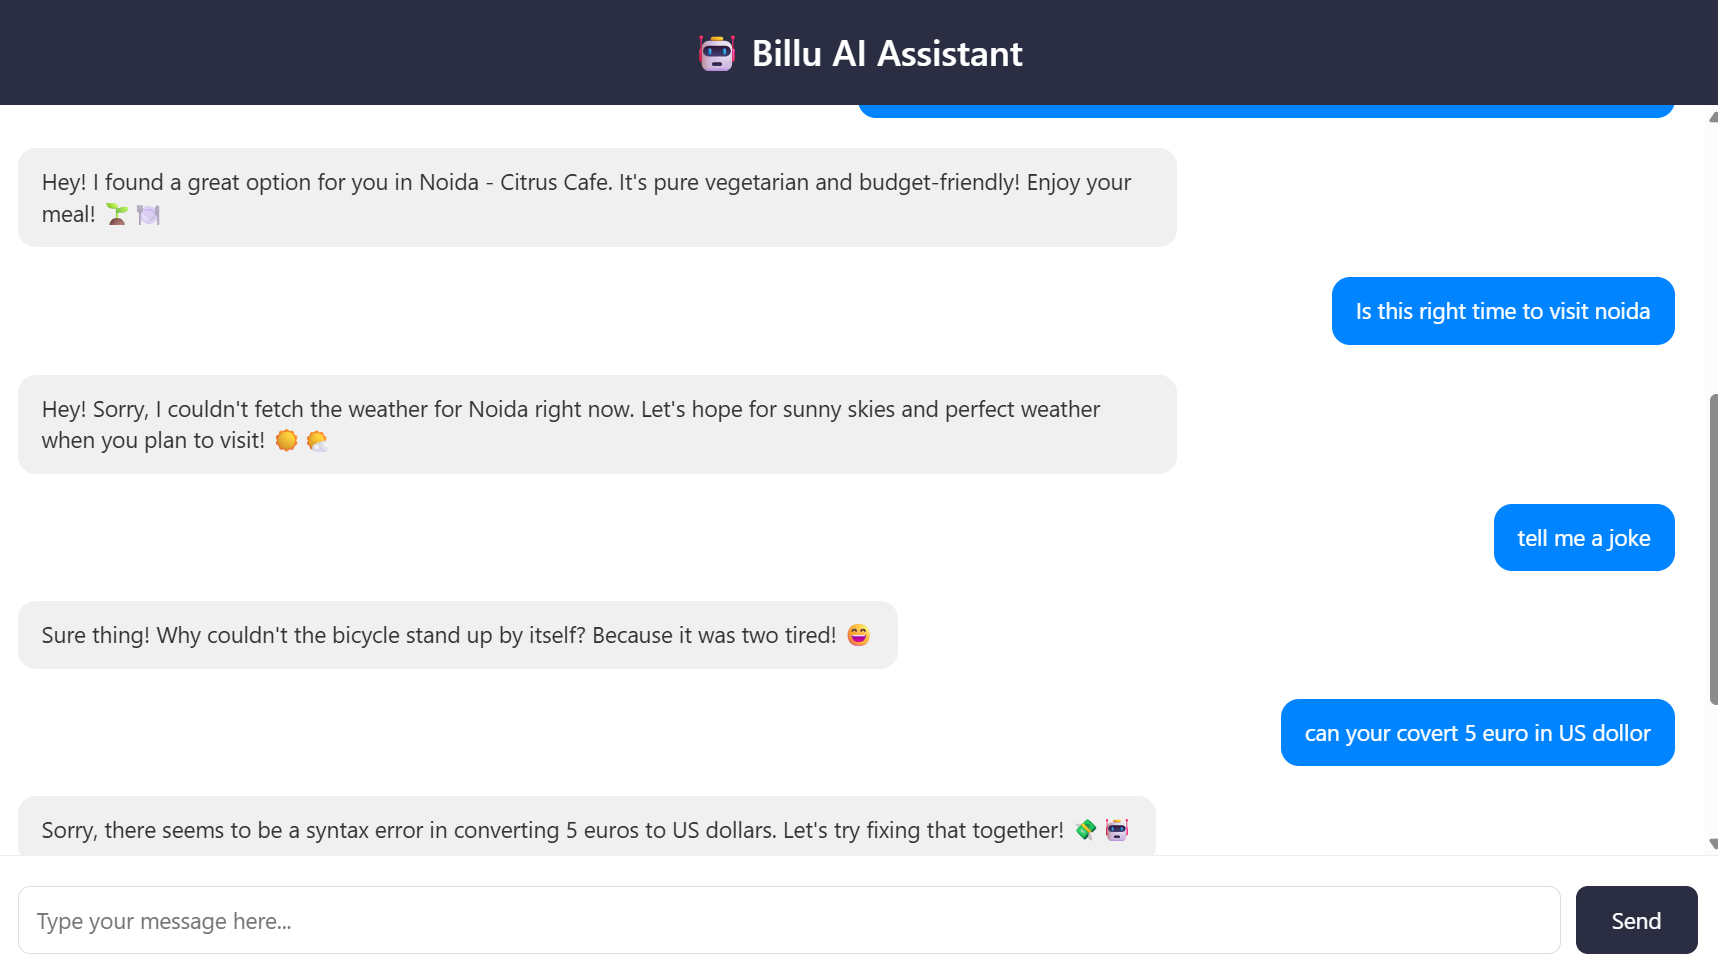 Billu AI Assistant
Hey! I found a great option for you in Noida - Citrus Cafe. It's pure vegetarian and budget-friendly! Enjoy your
meal! 🌱 🍽️
Is this right time to visit noida
Hey! Sorry, I couldn't fetch the weather for Noida right now. Let's hope for sunny skies and perfect weather
when you plan to visit! ☀️ 🌤️
tell me a joke
Sure thing! Why couldn't the bicycle stand up by itself? Because it was two tired! 😄
can your covert 5 euro in US dollor
Sorry, there seems to be a syntax error in converting 5 euros to US dollars. Let's try fixing that together! 💸 🤖
Type your message here...
Send